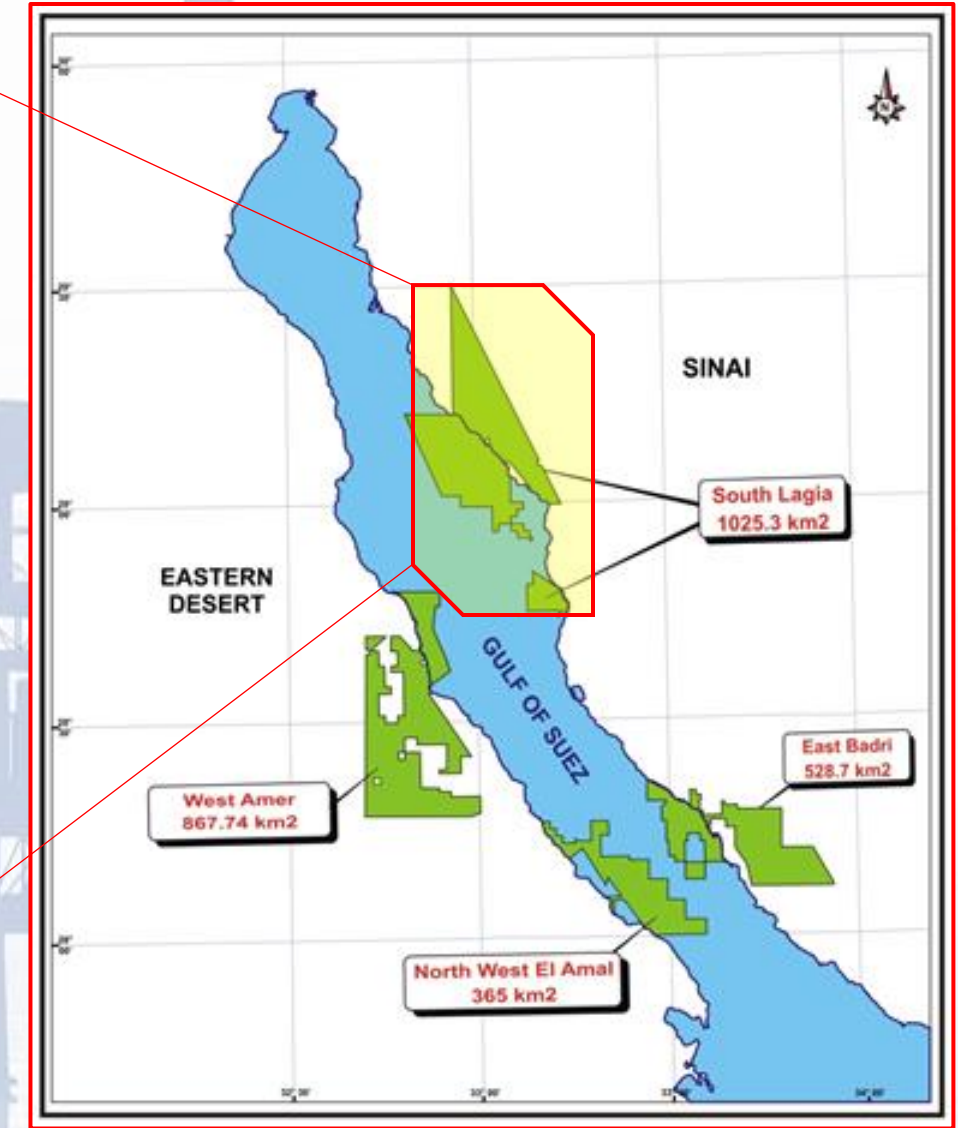 N
SINAI
South Lagia
1025.3 km2
EASTERN
DESERT
GULF OF SUEZ
East Badri
528.7 km2
West Amer
867.74 km2
North West El Amal
365 km2